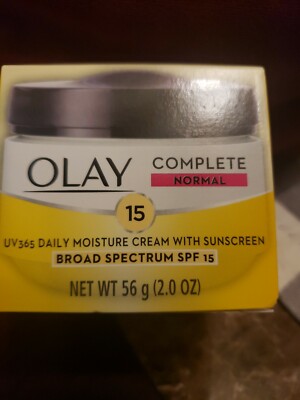 OLAY COMPLETE
NORMAL
15
UV365 DAILY MOISTURE CREAM WITH SUNSCREEN
BROAD SPECTRUM SPF 15
NET WT 56 g (2.0 OZ)